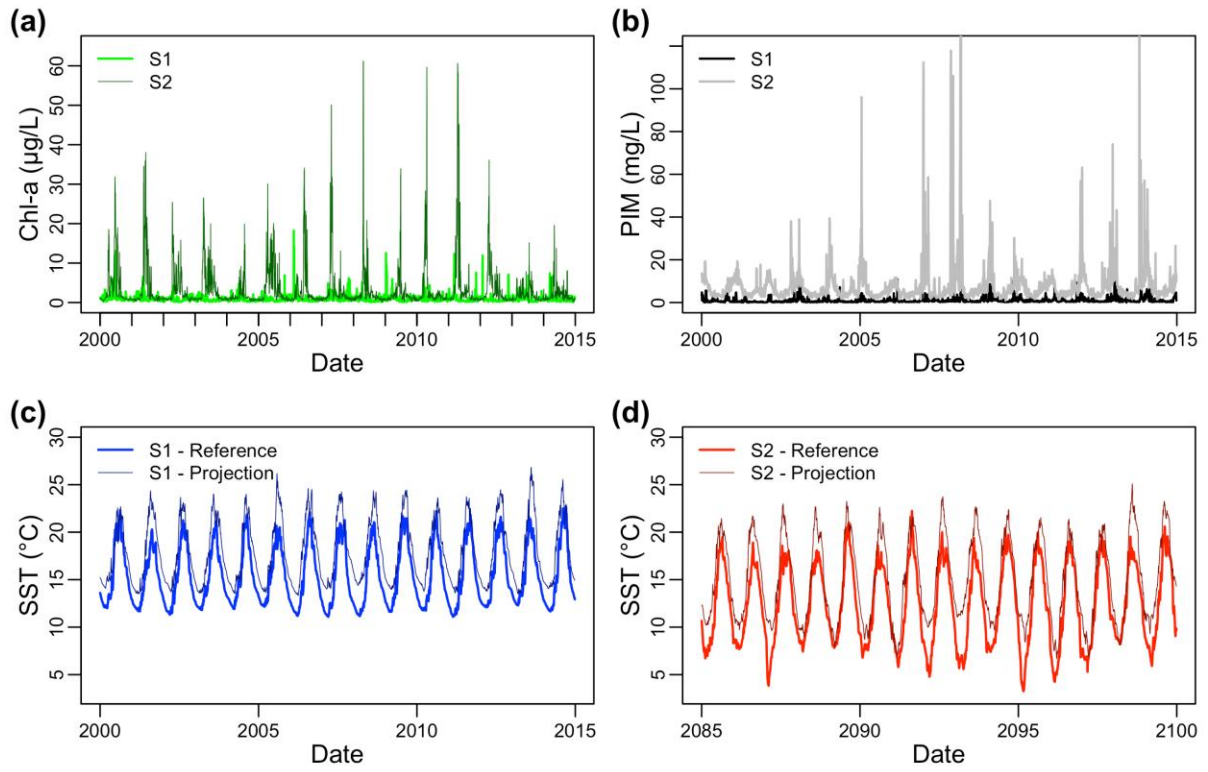 (a)
Chl-a (µg/L)
60
50
40
30
20
10
0
S1
S2
2000 2005 2010 2015
Date
(b)
PIM (mg/L)
100
80
60
40
20
0
S1
S2
2000 2005 2010 2015
Date
(c)
SST (°C)
30
25
20
15
10
5
S1 - Reference
S1 - Projection
2000 2005 2010 2015
Date
(d)
SST (°C)
30
25
20
15
10
5
S2 - Reference
S2 - Projection
2085 2090 2095 2100
Date